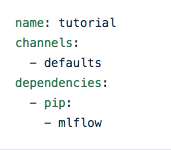 name: tutorial
channels:
  - defaults
dependencies:
  - pip:
    - mlflow